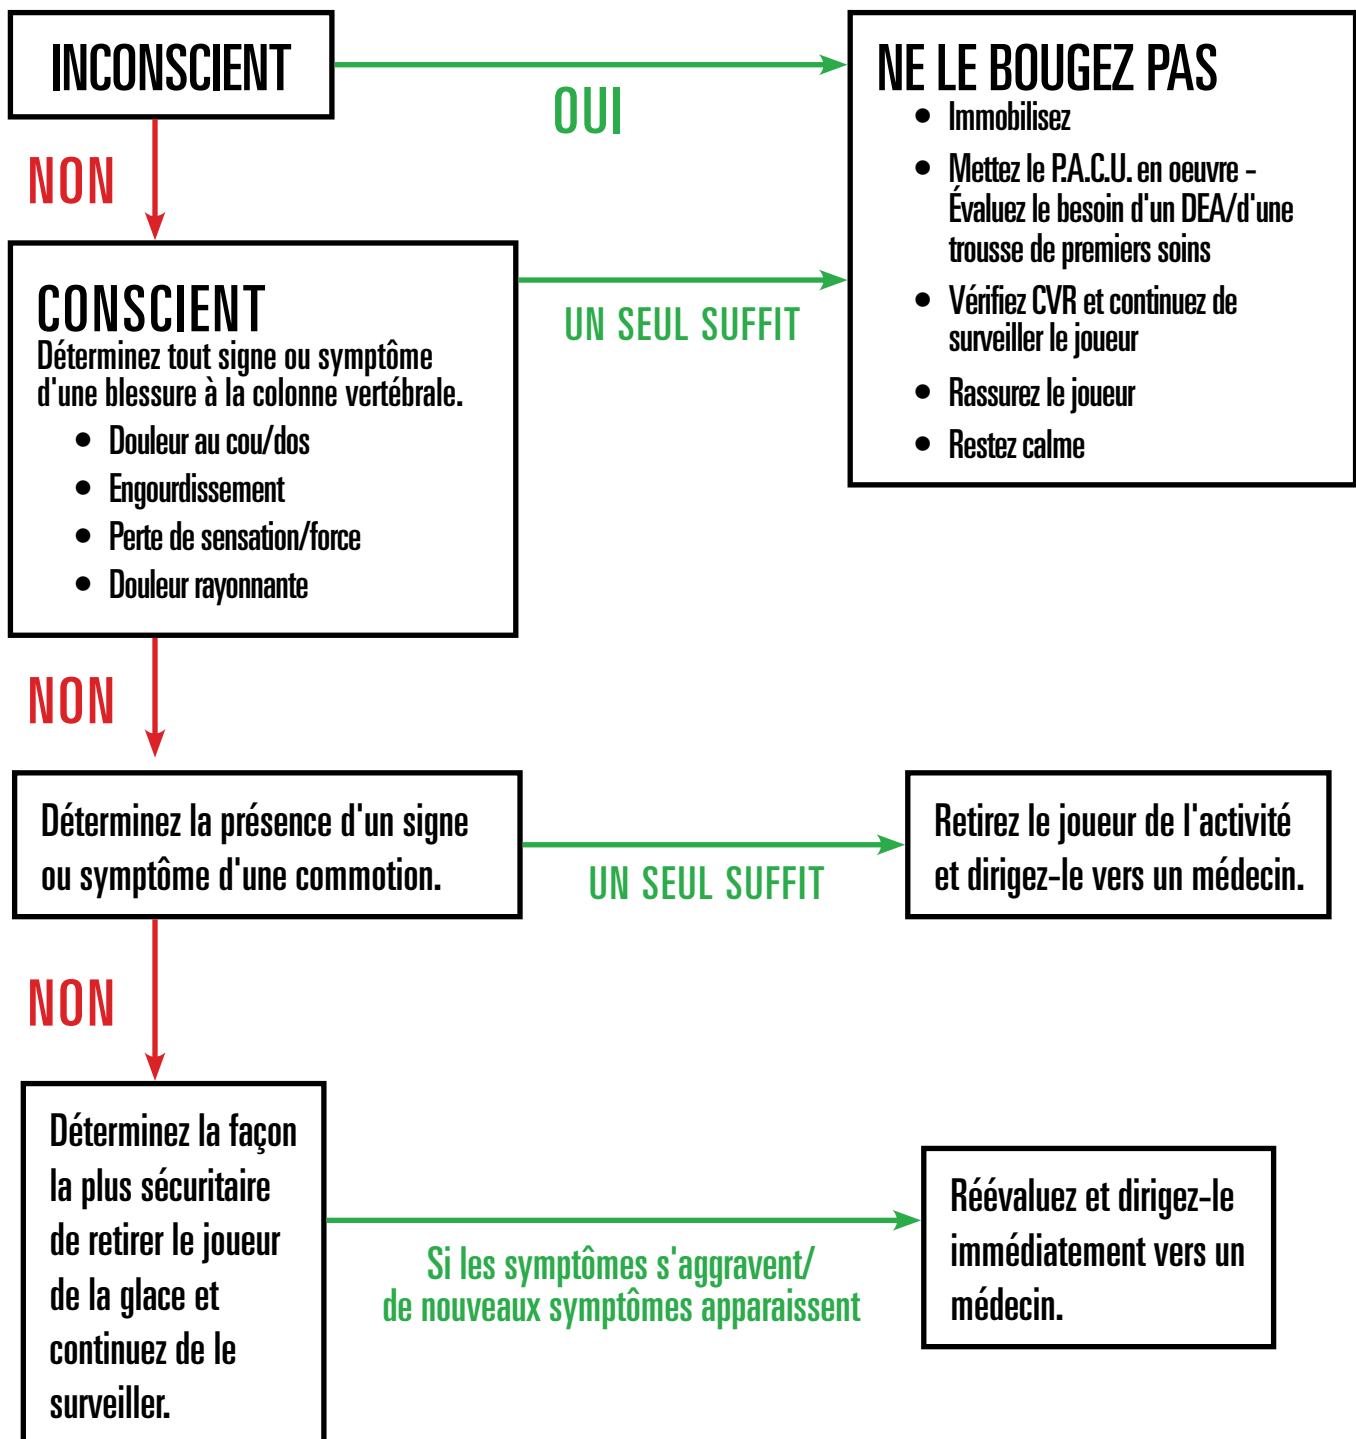 INCONSCIENT
OUI
NE LE BOUGEZ PAS
• Immobilisez
• Mettez le P.A.C.U. en oeuvre -
Évaluez le besoin d'un DEA/d'une
trousse de premiers soins
• Vérifiez CVR et continuez de
surveiller le joueur
• Rassurez le joueur
• Restez calme
NON
CONSCIENT
Déterminez tout signe ou symptôme
d'une blessure à la colonne vertébrale.
• Douleur au cou/dos
• Engourdissement
• Perte de sensation/force
• Douleur rayonnante
UN SEUL SUFFIT
NON
Déterminez la présence d'un signe
ou symptôme d'une commotion.
UN SEUL SUFFIT
Retirez le joueur de l'activité
et dirigez-le vers un médecin.
NON
Déterminez la façon
la plus sécuritaire
de retirer le joueur
de la glace et
continuez de le
surveiller.
Si les symptômes s'aggravent/
de nouveaux symptômes apparaissent
Réévaluez et dirigez-le
immédiatement vers un
médecin.